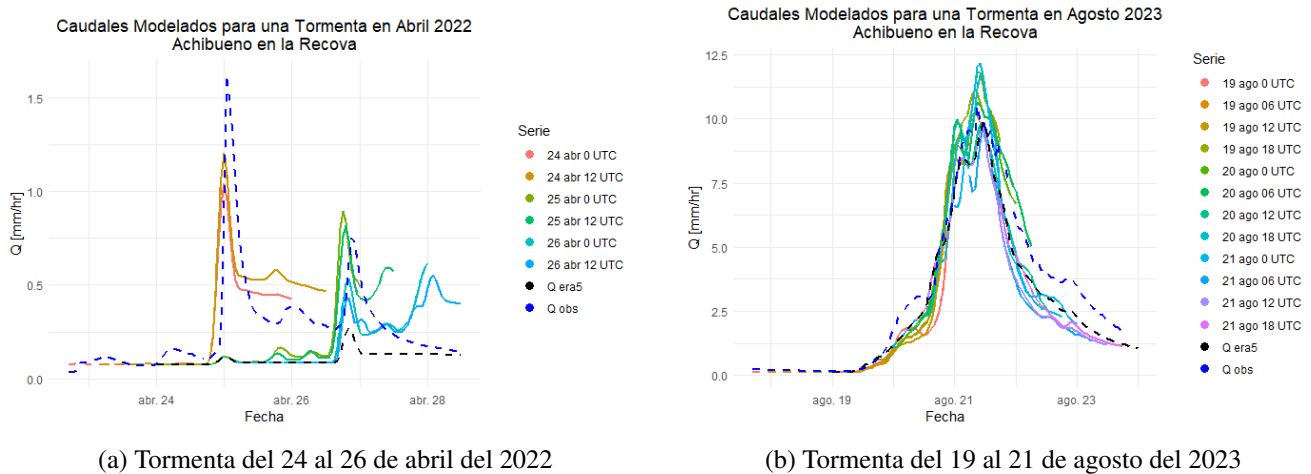 Caudales Modelados para una Tormenta en Abril 2022
Achibueno en la Recova
Q [mm/hr]
1.5
1.0
0.5
0.0
abr. 24
abr. 26
abr. 28
Fecha
Serie
24 abr 0 UTC
24 abr 12 UTC
25 abr 0 UTC
25 abr 12 UTC
26 abr 0 UTC
26 abr 12 UTC
Q era5
Q obs
(a) Tormenta del 24 al 26 de abril del 2022
Caudales Modelados para una Tormenta en Agosto 2023
Achibueno en la Recova
Q [mm/hr]
12.5
10.0
7.5
5.0
2.5
0.0
ago. 19
ago. 21
ago. 23
Fecha
Serie
19 ago 0 UTC
19 ago 06 UTC
19 ago 12 UTC
19 ago 18 UTC
20 ago 0 UTC
20 ago 06 UTC
20 ago 12 UTC
20 ago 18 UTC
21 ago 0 UTC
21 ago 06 UTC
21 ago 12 UTC
21 ago 18 UTC
Q era5
Q obs
(b) Tormenta del 19 al 21 de agosto del 2023